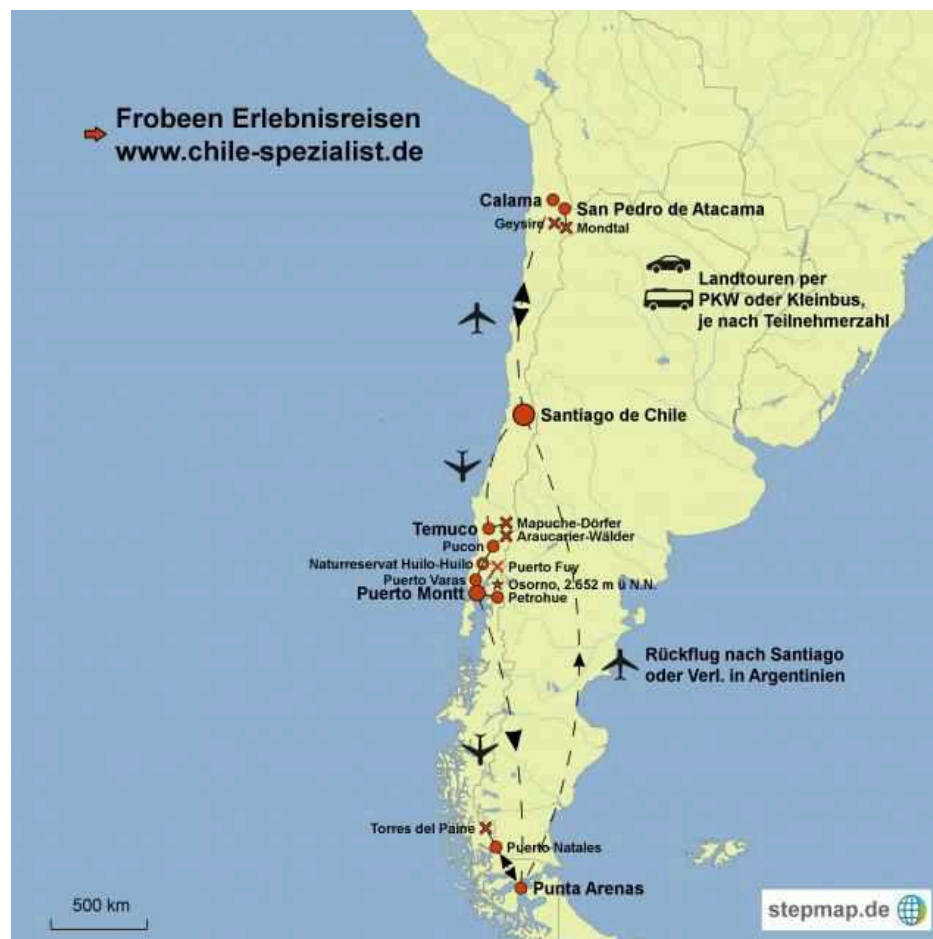 Frobeen Erlebnisreisen
www.chile-spezialist.de
Calama
San Pedro de Atacama
Geysire
Mondtal
Landtouren per
PKW oder Kleinbus,
je nach Teilnehmerzahl
Santiago de Chile
Mapuche-Dörfer
Temuco
Araucarier-Wälder
Pucon
Naturreservat Huilo-Huilo
Puerto Fuy
Puerto Varas
Osorno, 2.652 m ü N.N.
Puerto Montt
Petrohue
Rückflug nach Santiago
oder Verl. in Argentinien
Torres del Paine
Puerto Natales
Punta Arenas
500 km
stepmap.de